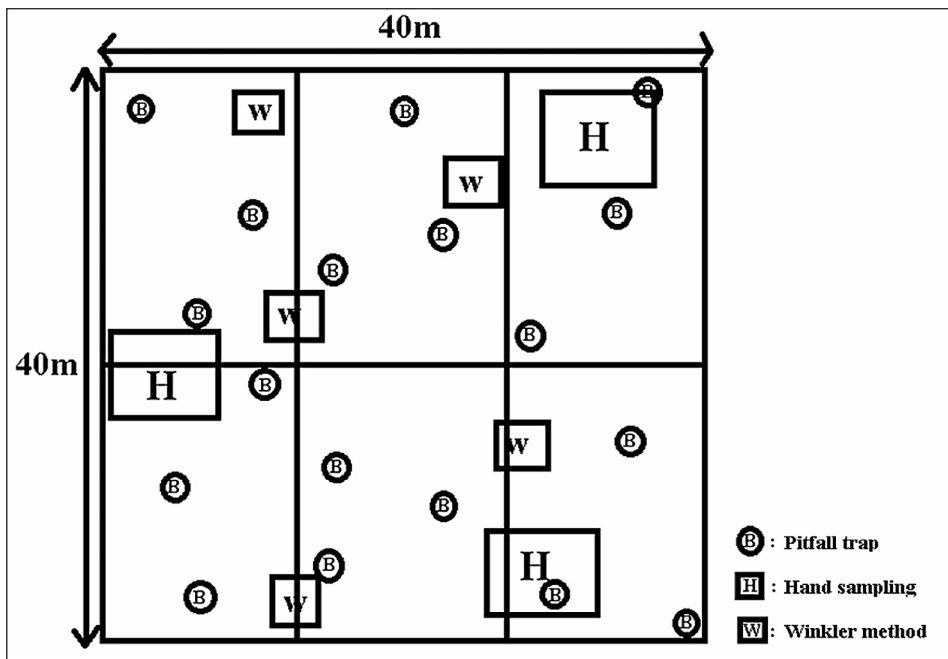 40m
B W B B
H
w
B B B
B
B w B
40m
H B
w B
B
B B
B H
B w B
B
B : Pitfall trap
H : Hand sampling
W : Winkler method